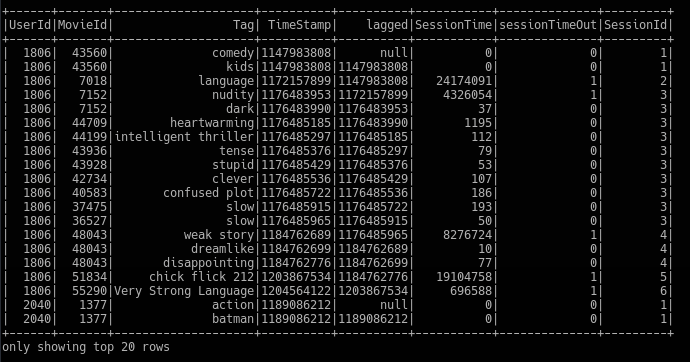 +------+-------+--------------------+----------+----------+-----------+--------------+---------+
|UserId|MovieId|                 Tag| TimeStamp|    lagged|SessionTime|sessionTimeOut|SessionId|
+------+-------+--------------------+----------+----------+-----------+--------------+---------+
|  1806|  43560|              comedy|1147983808|      null|          0|             0|        1|
|  1806|  43560|                kids|1147983808|1147983808|          0|             0|        1|
|  1806|   7018|            language|1172157899|1147983808|   24174091|             1|        2|
|  1806|   7152|              nudity|1176483953|1172157899|    4326054|             1|        3|
|  1806|   7152|                dark|1176483990|1176483953|         37|             0|        3|
|  1806|  44709|        heartwarming|1176485185|1176483990|       1195|             0|        3|
|  1806|  44199|intelligent thriller|1176485297|1176485185|        112|             0|        3|
|  1806|  43936|               tense|1176485376|1176485297|         79|             0|        3|
|  1806|  43928|              stupid|1176485429|1176485376|         53|             0|        3|
|  1806|  42734|              clever|1176485536|1176485429|        107|             0|        3|
|  1806|  40583|       confused plot|1176485722|1176485536|        186|             0|        3|
|  1806|  37475|                slow|1176485915|1176485722|        193|             0|        3|
|  1806|  36527|                slow|1176485965|1176485915|         50|             0|        3|
|  1806|  48043|          weak story|1184762689|1176485965|    8276724|             1|        4|
|  1806|  48043|           dreamlike|1184762699|1184762689|         10|             0|        4|
|  1806|  48043|       disappointing|1184762776|1184762699|         77|             0|        4|
|  1806|  51834|     chick flick 212|1203867534|1184762776|   19104758|             1|        5|
|  1806|  55290|Very Strong Language|1204564122|1203867534|     696588|             1|        6|
|  2040|   1377|              action|1189086212|      null|          0|             0|        1|
|  2040|   1377|              batman|1189086212|1189086212|          0|             0|        1|
+------+-------+--------------------+----------+----------+-----------+--------------+---------+
only showing top 20 rows